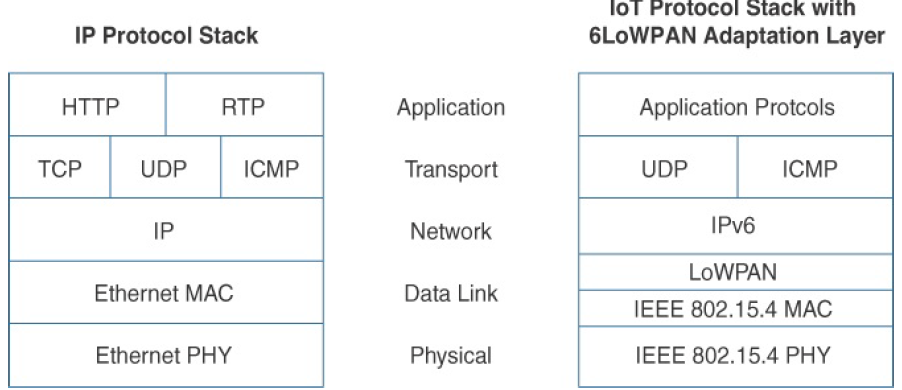 IP Protocol Stack
IoT Protocol Stack with
6LoWPAN Adaptation Layer
HTTP RTP Application Application Protcols
TCP UDP ICMP Transport UDP ICMP
IP Network IPv6
Ethernet MAC Data Link LoWPAN
IEEE 802.15.4 MAC
Ethernet PHY Physical IEEE 802.15.4 PHY